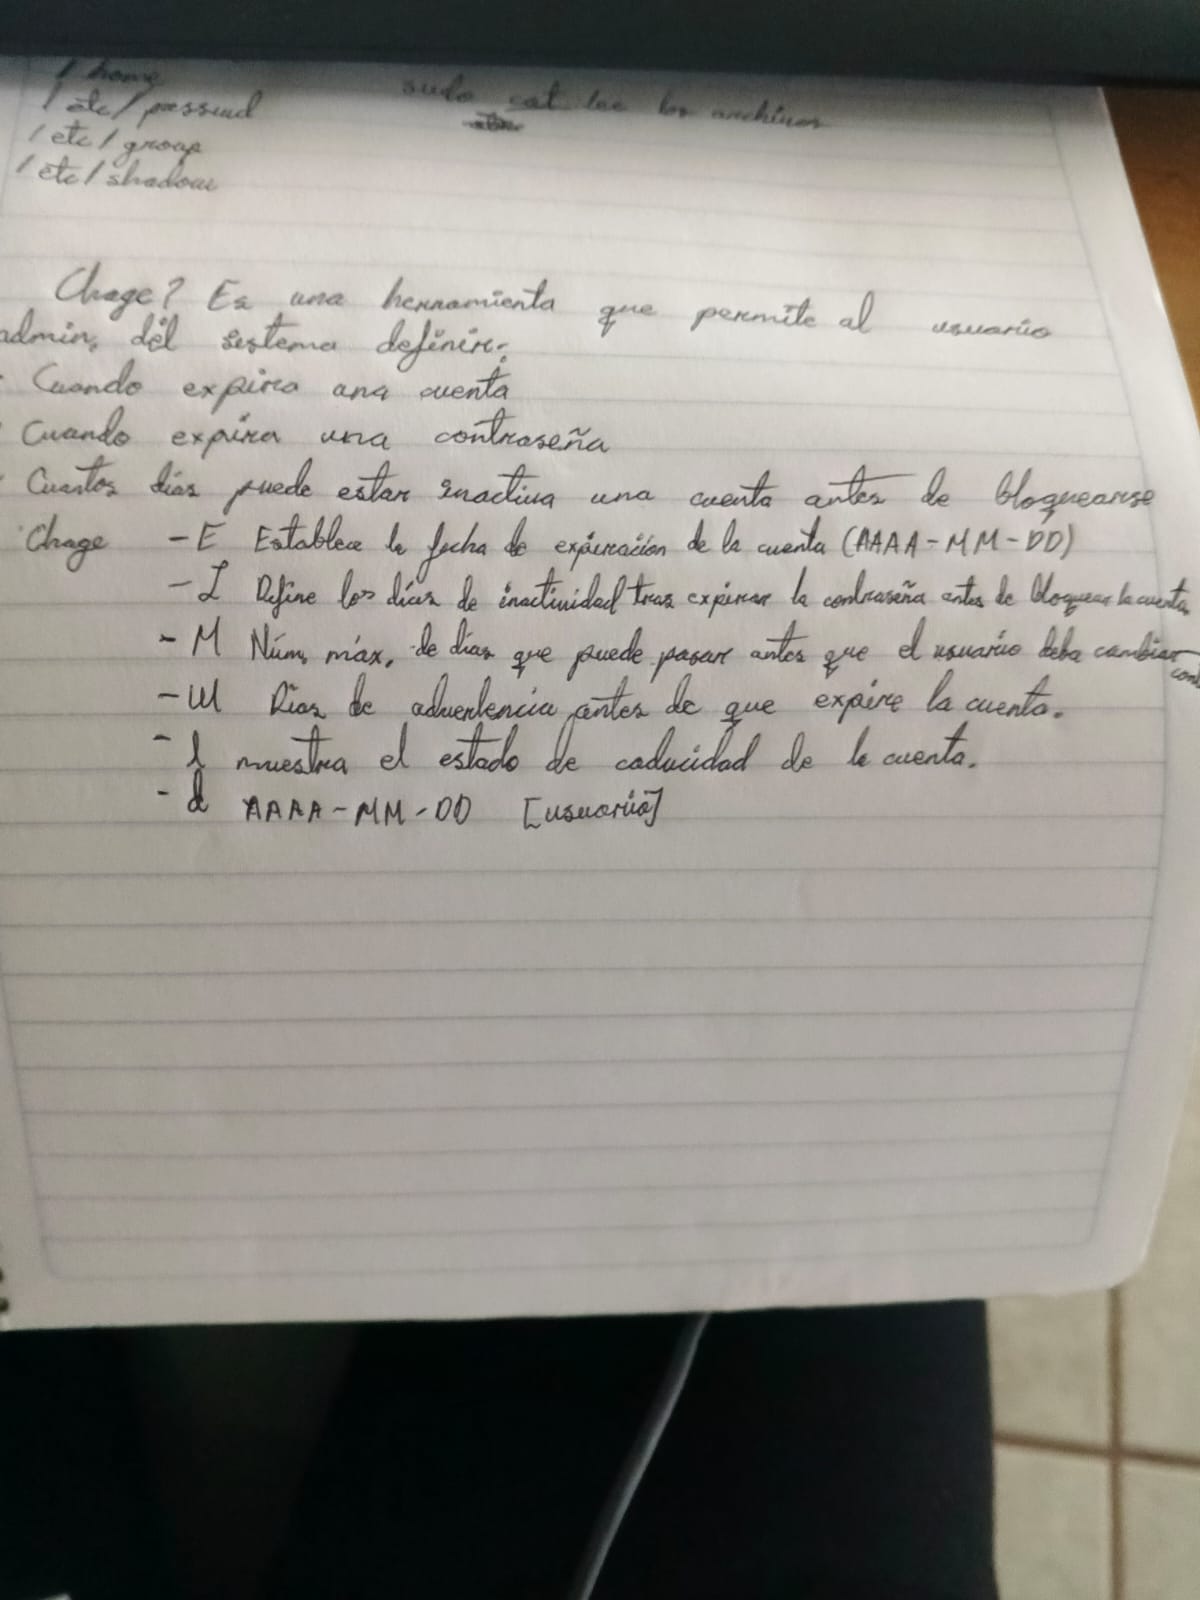 / home
/ etc / passwd
sudo cat lee los archivos
/ etc / group
/ etc / shadow
Chage? Es una herramienta que permite al usuario
admin. del sistema definir:
- Cuando expira una cuenta
- Cuando expira una contraseña
- Cuantos días puede estar inactiva una cuenta antes de bloquearse
Chage - E Establece la fecha de expiración de la cuenta (AAAA-MM-DD)
- I Define los días de inactividad tras expirar la contraseña antes de bloquear la cuenta
- M Núm. máx. de días que puede pasar antes que el usuario deba cambiar
- W Días de advertencia antes de que expire la cuenta.
- l muestra el estado de caducidad de la cuenta.
- d AAAA-MM-DD [usuario]